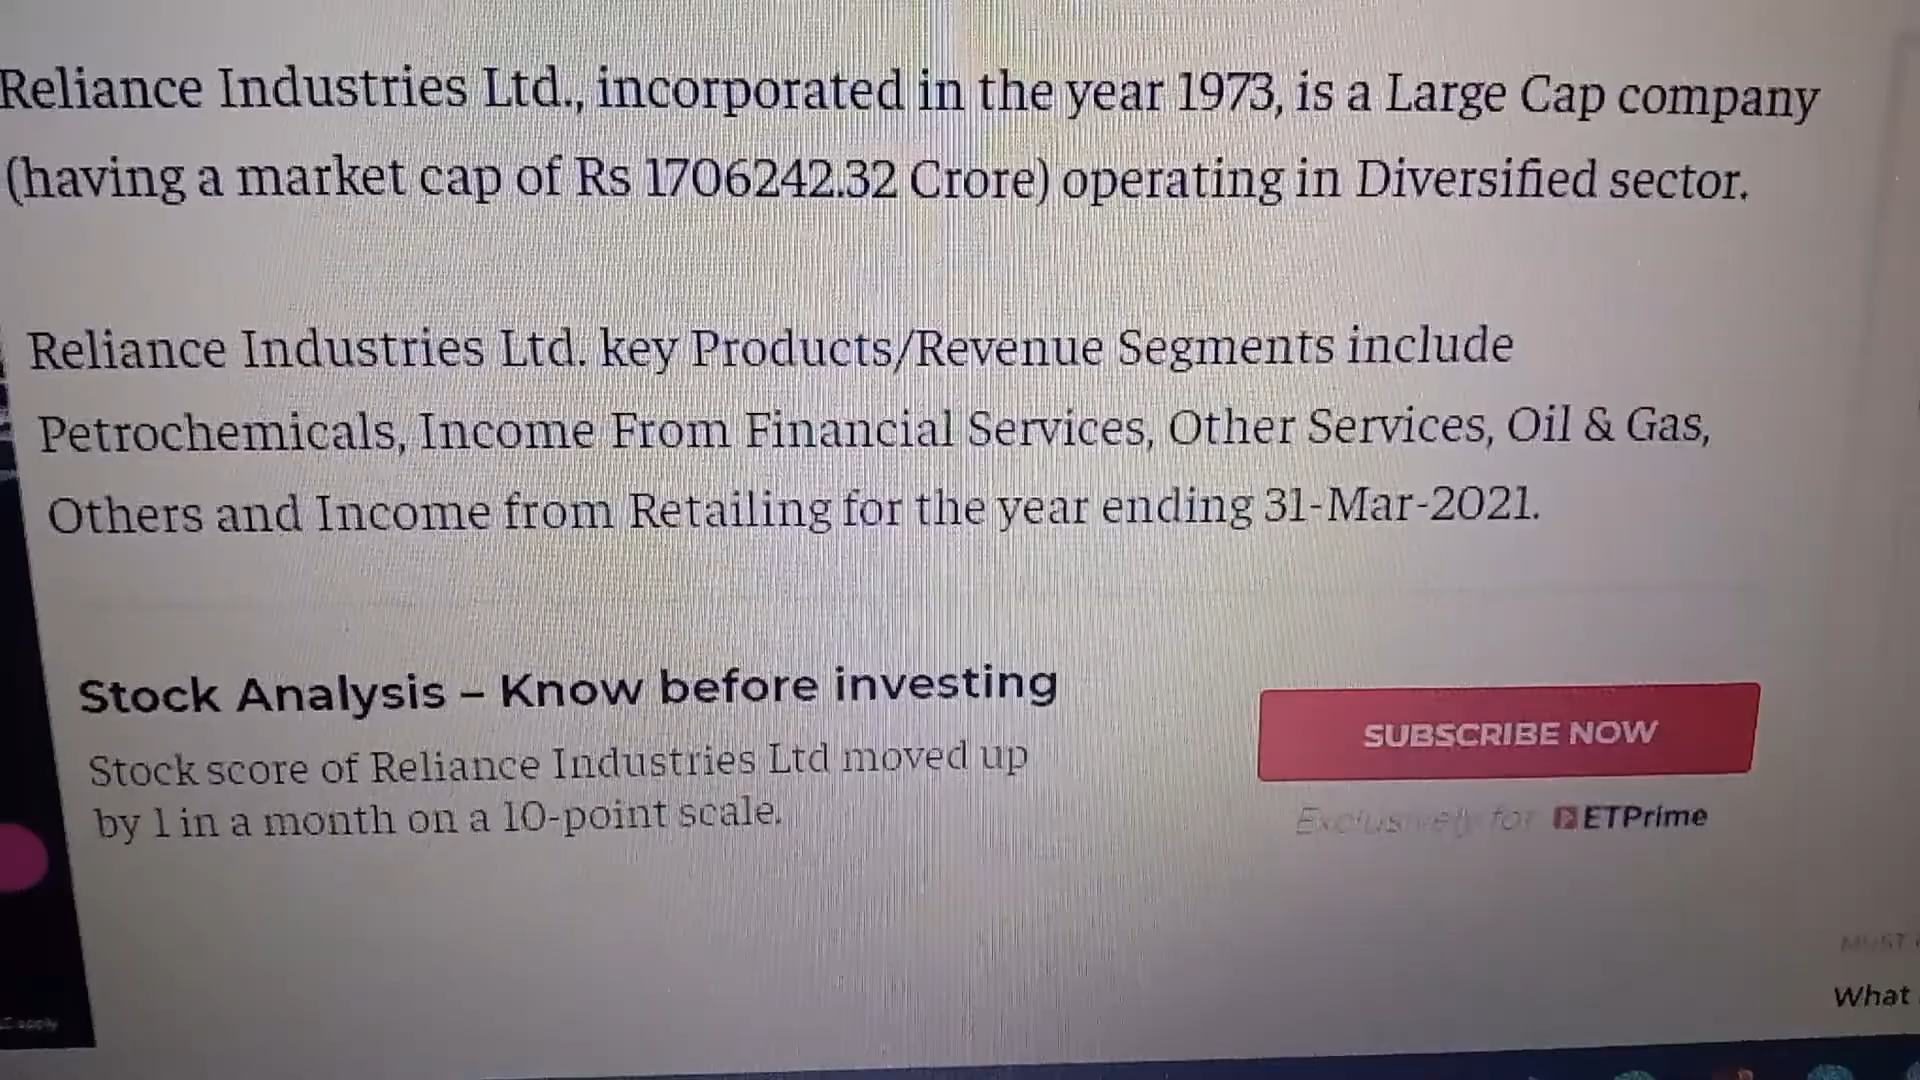 Reliance Industries Ltd., incorporated in the year 1973, is a Large Cap company
(having a market cap of Rs 1706242.32 Crore) operating in Diversified sector.
Reliance Industries Ltd. key Products/Revenue Segments include
Petrochemicals, Income From Financial Services, Other Services, Oil & Gas,
Others and Income from Retailing for the year ending 31-Mar-2021.
Stock Analysis – Know before investing
Stock score of Reliance Industries Ltd moved up
by 1 in a month on a 10-point scale.
SUBSCRIBE NOW
Exclusively for ETPrime
MUST
What